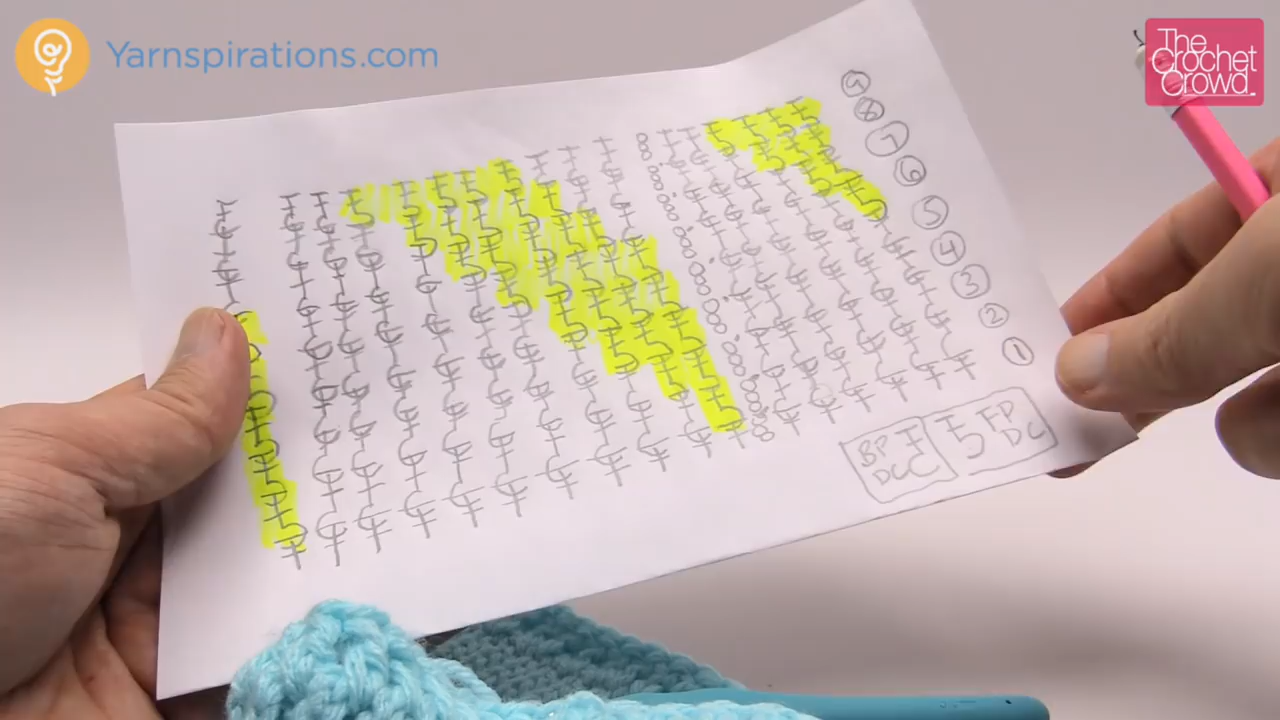 Yarnspirations.com
The
Crochet
Crowd
9
8
7
6
5
4
3
2
1
BP
DC
FP
DC